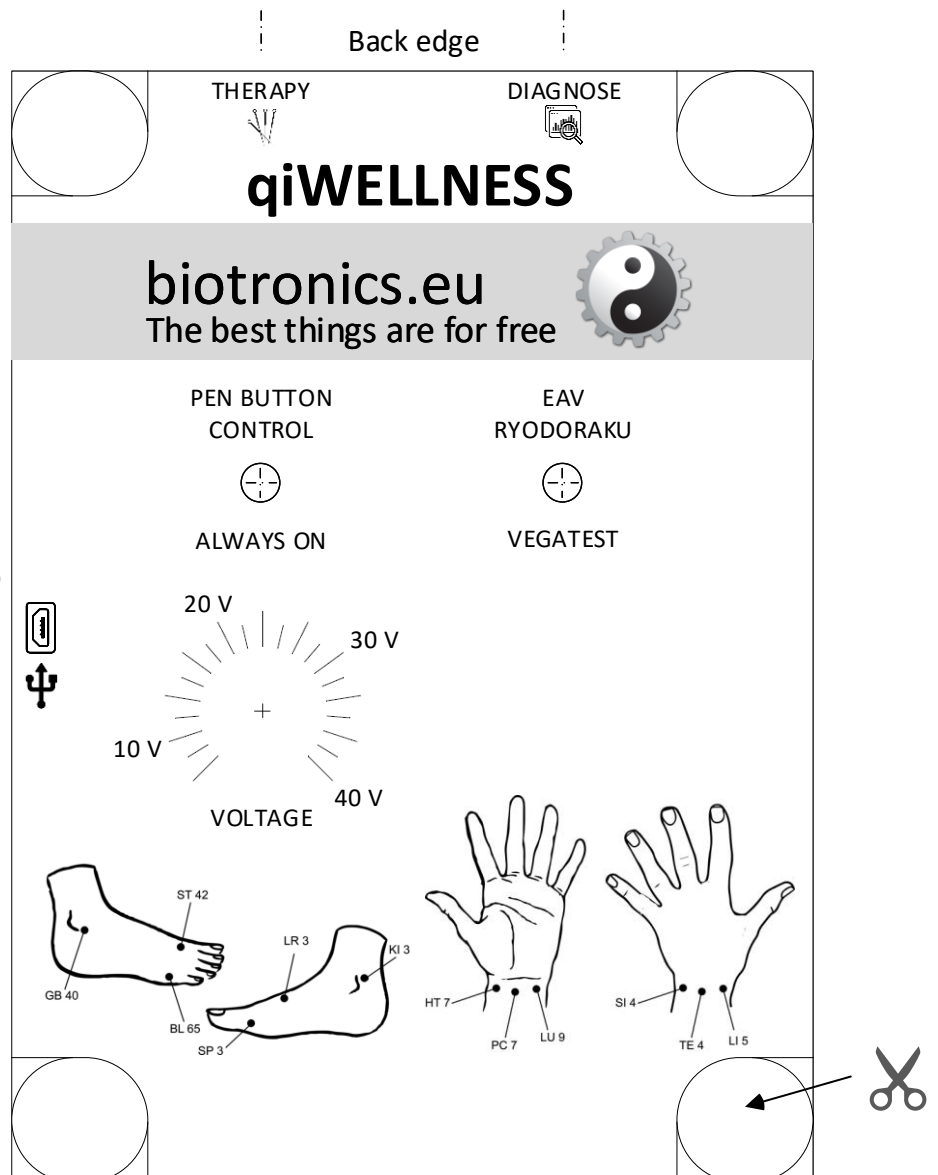 Back edge
THERAPY
DIAGNOSE
qiWELLNESS
biotronics.eu
The best things are for free
PEN BUTTON
CONTROL
EAV
RYODORAKU
ALWAYS ON
VEGATEST
20 V
30 V
10 V
40 V
VOLTAGE
ST 42
GB 40
BL 65
LR 3
KI 3
SP 3
HT 7
PC 7
LU 9
SI 4
TE 4
LI 5